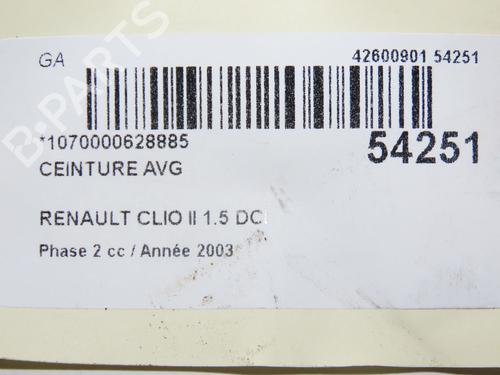 GA
42600901 54251
*1070000628885
54251
CEINTURE AVG
RENAULT CLIO II 1.5 DCI
Phase 2 cc / Année 2003
B-PARTS